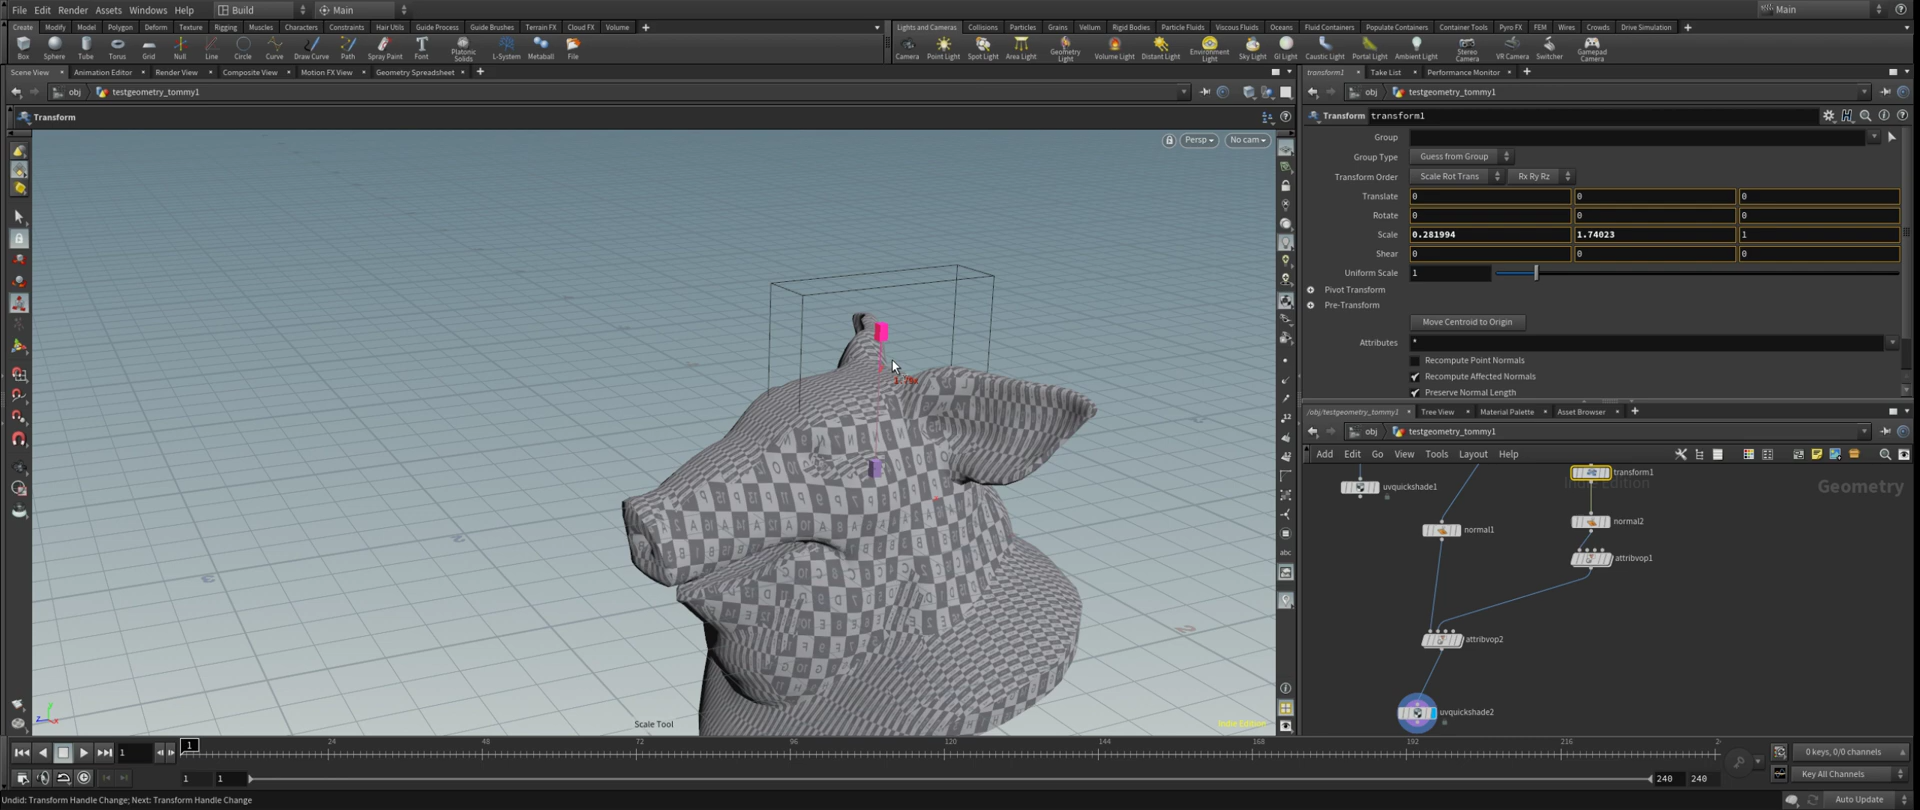 File Edit Render Assets Windows Help Build Main Main
Create Modify Model Polygon Deform Texture Rigging Muscles Characters Constraints Hair Utils Guide Process Guide Brushes Terrain FX Cloud FX Volume
Lights and Cameras Collisions Particles Grains Vellum Rigid Bodies Particle Fluids Viscous Fluids Oceans Fluid Containers Populate Containers Container Tools Pyro FX FEM Wires Crowds Drive Simulation
Box Sphere Tube Torus Grid Null Line Circle Curve Draw Curve Path Spray Paint Font Platonic Solids L-System Metaball File
Camera Point Light Spot Light Area Light Geometry Light Volume Light Distant Light Environment Light Sky Light GI Light Caustic Light Portal Light Ambient Light Stereo Camera VR Camera Switcher Gamepad Camera
Scene View Animation Editor Render View Composite View Motion FX View Geometry Spreadsheet
transform1 Take List Performance Monitor
obj testgeometry_tommy1
obj testgeometry_tommy1
Transform
Transform transform1
Persp No cam
Group
Group Type Guess from Group
Transform Order Scale Rot Trans Rx Ry Rz
Translate 0 0 0
Rotate 0 0 0
Scale 0.281994 1.74023 1
Shear 0 0 0
Uniform Scale 1
Pivot Transform
Pre-Transform
Move Centroid to Origin
Attributes *
Recompute Point Normals
Recompute Affected Normals
Preserve Normal Length
/obj/testgeometry_tommy1 Tree View Material Palette Asset Browser
obj testgeometry_tommy1
Add Edit Go View Tools Layout Help
transform1
Indie Edition
Geometry
uvquickshade1
normal1
normal2
attribvop1
attribvop2
uvquickshade2
abc
Scale Tool
Indie Edition
1 1 24 48 72 96 120 144 168 192 216 2
0 keys, 0/0 channels
1 1 240 240
Key All Channels
Undid: Transform Handle Change; Next: Transform Handle Change
Auto Update